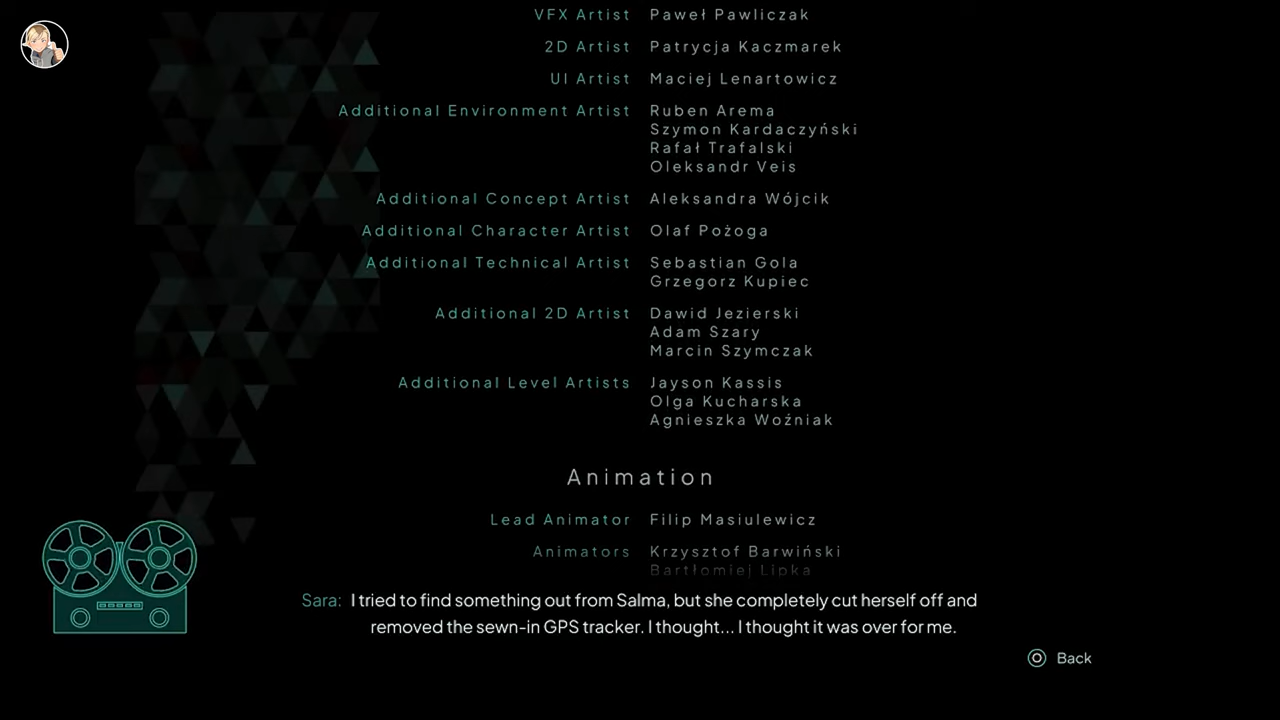 VFX Artist Paweł Pawliczak
2D Artist Patrycja Kaczmarek
UI Artist Maciej Lenartowicz
Additional Environment Artist Ruben Arema
Szymon Kardaczyński
Rafał Trafalski
Oleksandr Veis
Additional Concept Artist Aleksandra Wójcik
Additional Character Artist Olaf Pożoga
Additional Technical Artist Sebastian Gola
Grzegorz Kupiec
Additional 2D Artist Dawid Jezierski
Adam Szary
Marcin Szymczak
Additional Level Artists Jayson Kassis
Olga Kucharska
Agnieszka Woźniak
Animation
Lead Animator Filip Masiulewicz
Animators Krzysztof Barwiński
Bartłomiej Lipka
Sara: I tried to find something out from Salma, but she completely cut herself off and
removed the sewn-in GPS tracker. I thought... I thought it was over for me.
Back